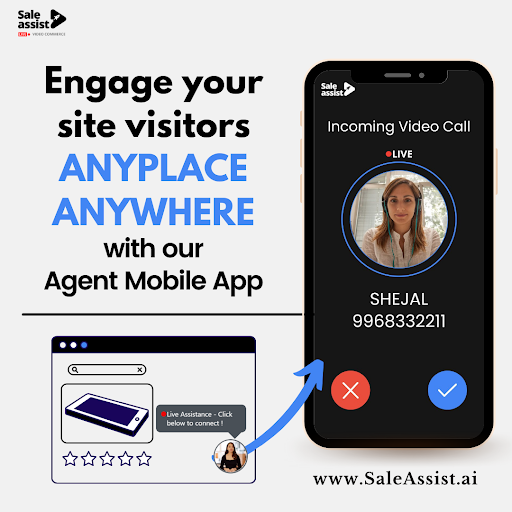 Sale
assist
LIVE VIDEO COMMERCE
Engage your
site visitors
ANYPLACE
ANYWHERE
with our
Agent Mobile App
Sale
assist
Incoming Video Call
LIVE
SHEJAL
9968332211
Live Assistance - Click
below to connect !
www.SaleAssist.ai